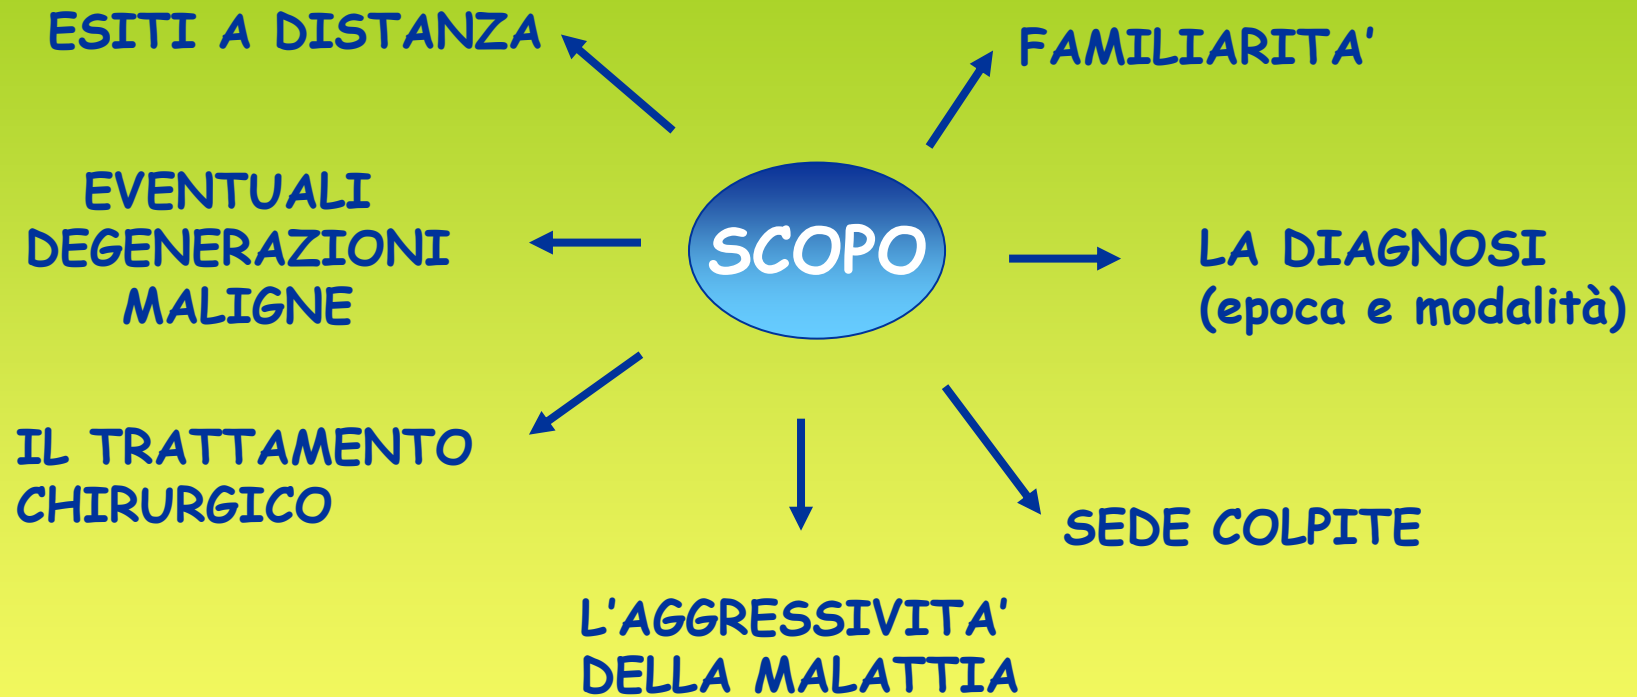 ESITI A DISTANZA
FAMILIARITA’
EVENTUALI
DEGENERAZIONI
MALIGNE
SCOPO
LA DIAGNOSI
(epoca e modalità)
IL TRATTAMENTO
CHIRURGICO
SEDE COLPITE
L’AGGRESSIVITA’
DELLA MALATTIA